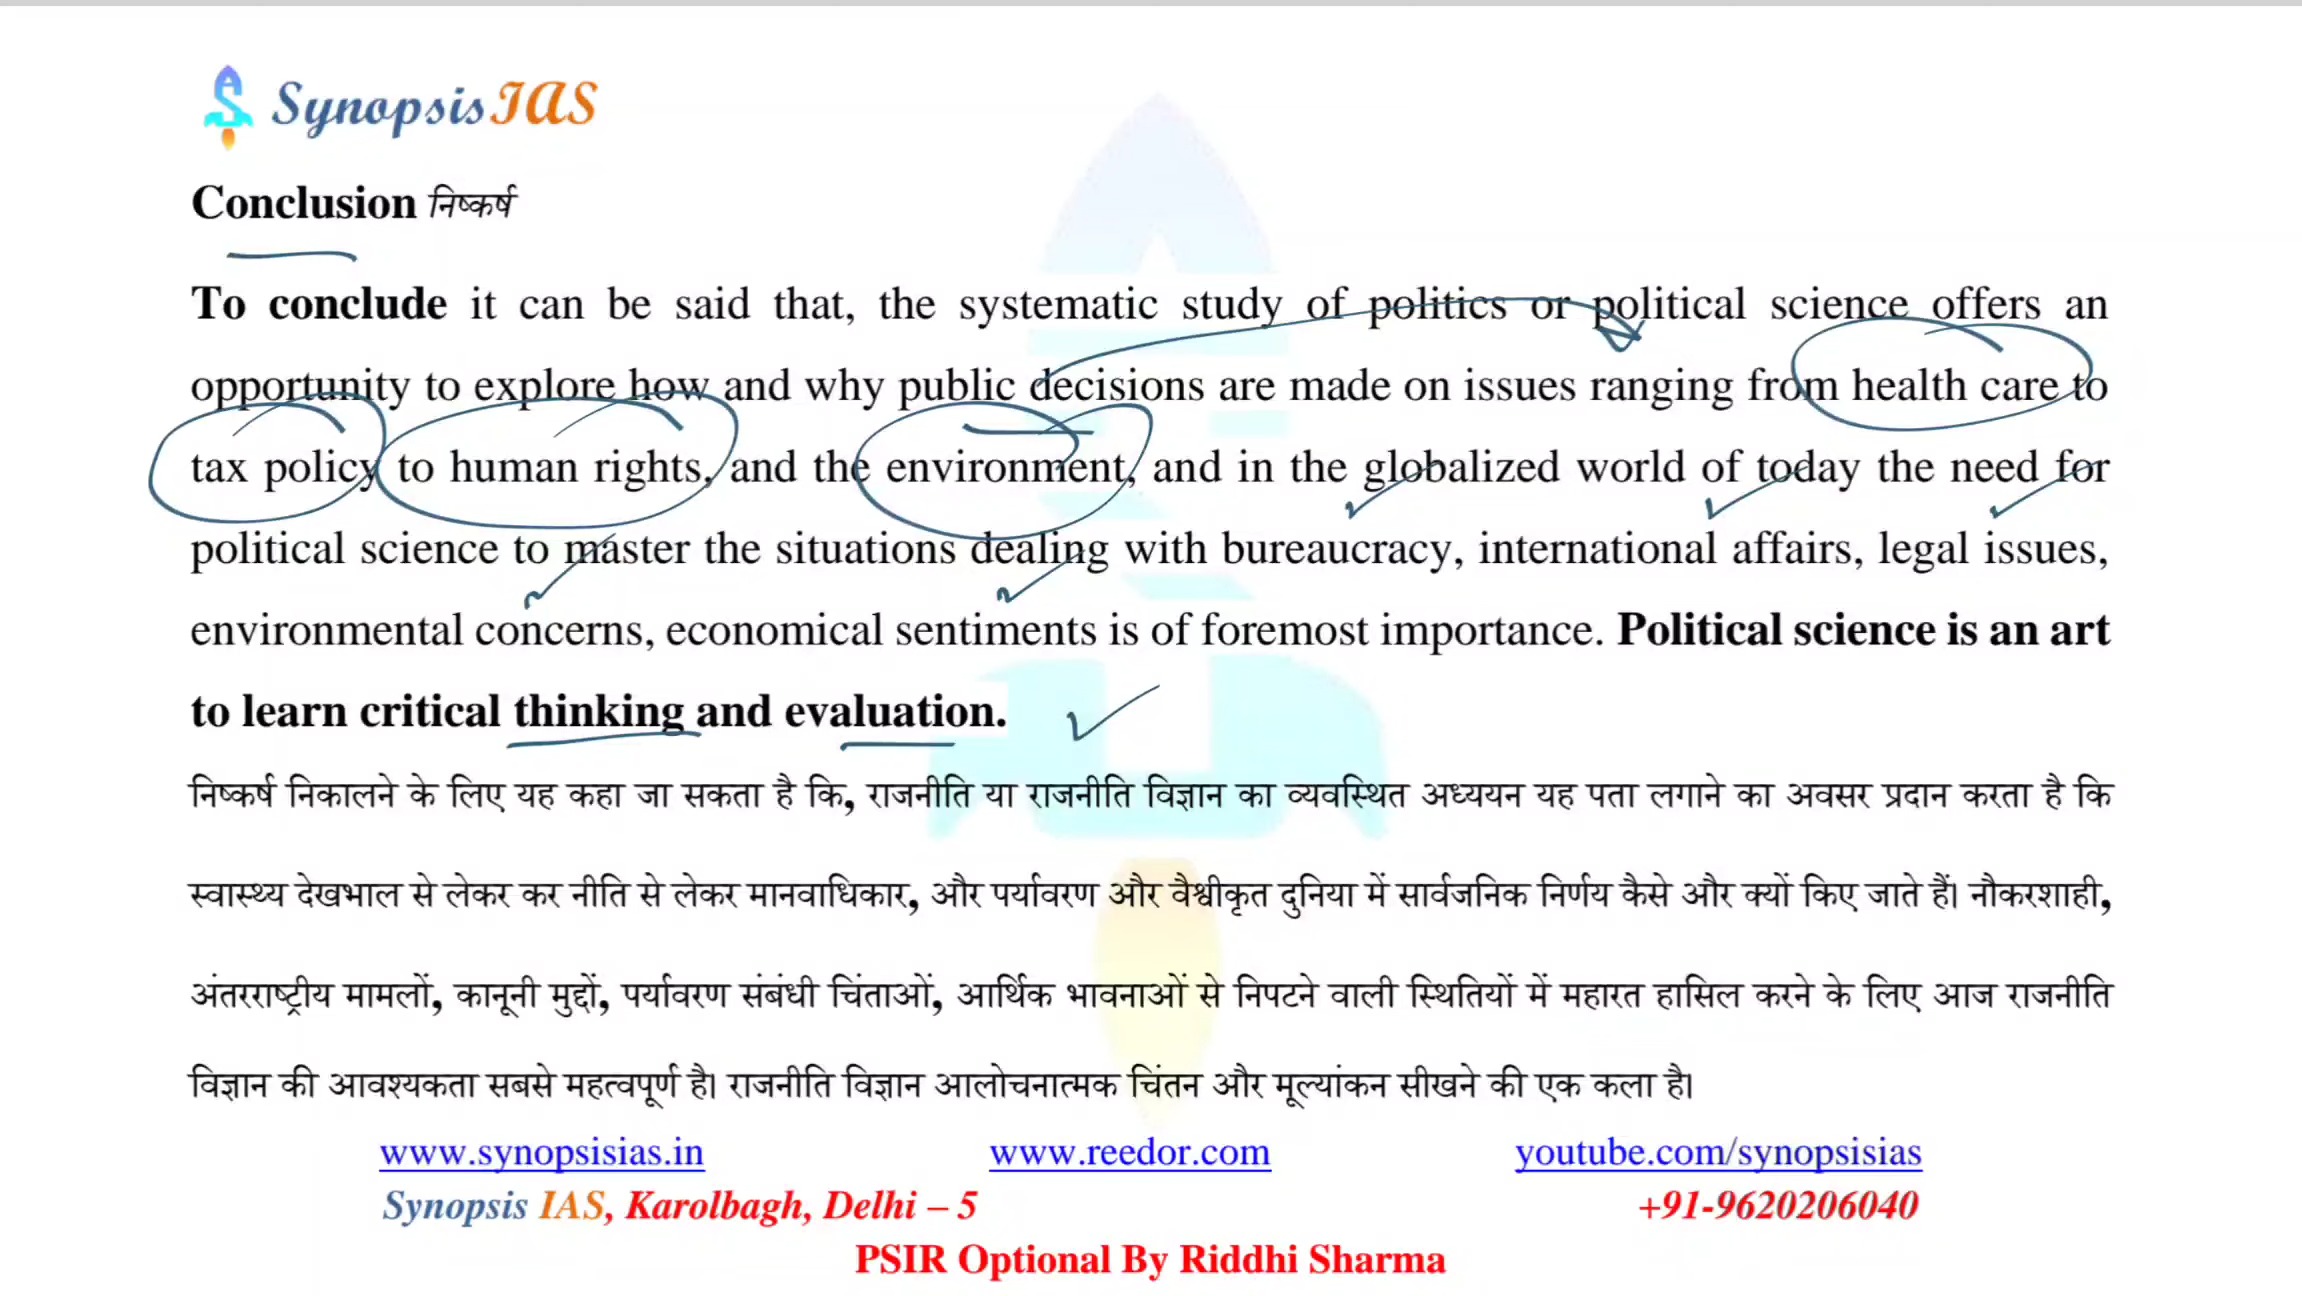 Synopsis IAS
Conclusion निष्कर्ष
To conclude it can be said that, the systematic study of politics or political science offers an
opportunity to explore how and why public decisions are made on issues ranging from health care to
tax policy to human rights, and the environment, and in the globalized world of today the need for
political science to master the situations dealing with bureaucracy, international affairs, legal issues,
environmental concerns, economical sentiments is of foremost importance. Political science is an art
to learn critical thinking and evaluation.
निष्कर्ष निकालने के लिए यह कहा जा सकता है कि, राजनीति या राजनीति विज्ञान का व्यवस्थित अध्ययन यह पता लगाने का अवसर प्रदान करता है कि
स्वास्थ्य देखभाल से लेकर कर नीति से लेकर मानवाधिकार, और पर्यावरण और वैश्वीकृत दुनिया में सार्वजनिक निर्णय कैसे और क्यों किए जाते हैं। नौकरशाही,
अंतरराष्ट्रीय मामलों, कानूनी मुद्दों, पर्यावरण संबंधी चिंताओं, आर्थिक भावनाओं से निपटने वाली स्थितियों में महारत हासिल करने के लिए आज राजनीति
विज्ञान की आवश्यकता सबसे महत्वपूर्ण है। राजनीति विज्ञान आलोचनात्मक चिंतन और मूल्यांकन सीखने की एक कला है।
www.synopsisias.in www.reedor.com youtube.com/synopsisias
Synopsis IAS, Karolbagh, Delhi – 5 +91-9620206040
PSIR Optional By Riddhi Sharma